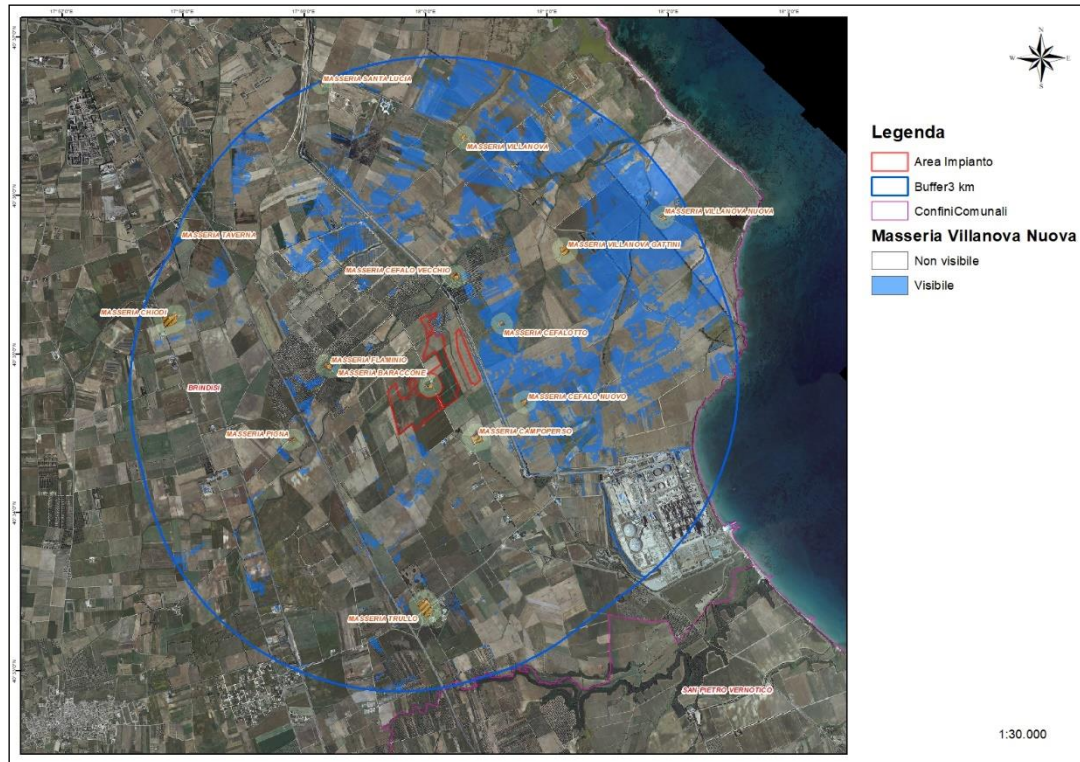 N
W
E
S
Legenda
Area Impianto
Buffer3 km
ConfiniComunali
Masseria Villanova Nuova
Non visibile
Visibile
1:30.000
MASSERIA SANTA LUCIA
MASSERIA VILLANOVA
MASSERIA VILLANOVA NUOVA
MASSERIA TAVERNA
MASSERIA VILLANOVA GATTINI
MASSERIA CEFALO VECCHIO
MASSERIA CHIODI
MASSERIA CEFALOTTO
MASSERIA FLAMINIO
MASSERIA BARACCONE
BRINDISI
MASSERIA CEFALO NUOVO
MASSERIA CAMPOPERSO
MASSERIA PIGNA
MASSERIA TRULLO
SAN PIETRO VERNOTICO